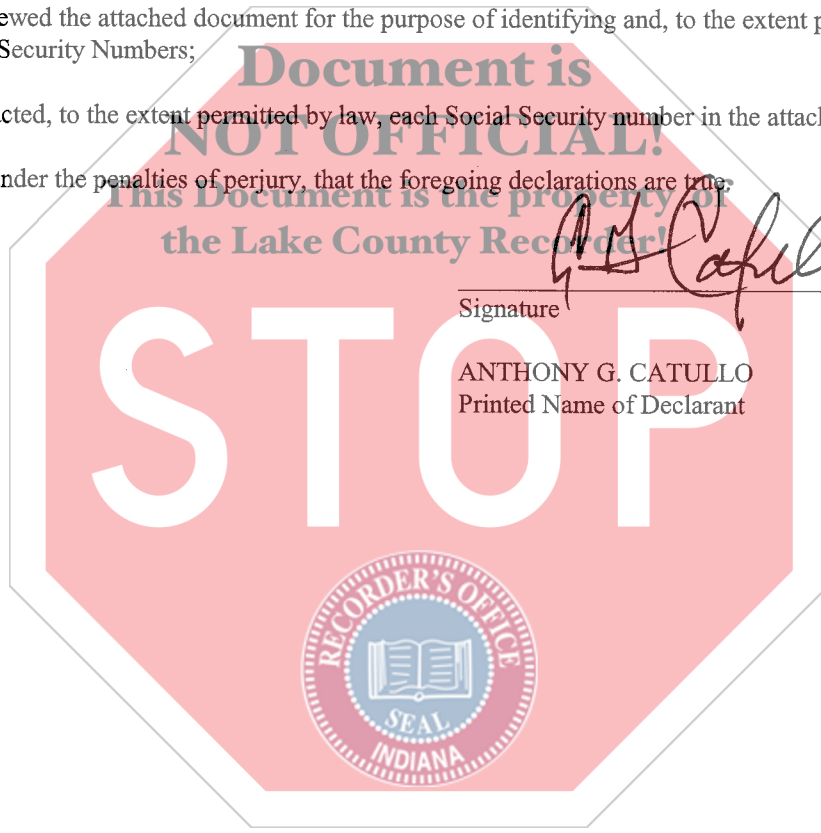 ewed the attached document for the purpose of identifying and, to the extent p
Security Numbers;
Document is
cted, to the extent permitted by law, each Social Security number in the attach
NOT OFFICIAL!
nder the penalties of perjury, that the foregoing declarations are true.
This Document is the property of
the Lake County Recorder!
Signature
ANTHONY G. CATULLO
Printed Name of Declarant
STOP
RECORDER'S OFFICE
SEAL
INDIANA